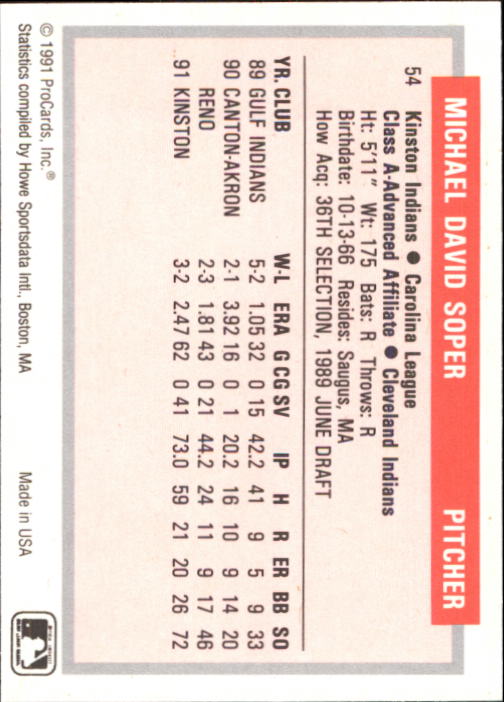 MICHAEL DAVID SOPER PITCHER
54 Kinston Indians ● Carolina League
Class A-Advanced Affiliate ● Cleveland Indians
Ht: 5'11" Wt: 175 Bats: R Throws: R
Birthdate: 10-13-66 Resides: Saugus, MA
How Acq: 36TH SELECTION, 1989 JUNE DRAFT
YR. CLUB W-L ERA G CG SV IP H R ER BB SO
89 GULF INDIANS 5-2 1.05 32 0 15 42.2 41 9 5 9 33
90 CANTON-AKRON 2-1 3.92 16 0 1 20.2 16 10 9 14 20
RENO 2-3 1.81 43 0 21 44.2 24 11 9 17 46
91 KINSTON 3-2 2.47 62 0 41 73.0 59 21 20 26 72
© 1991 ProCards, Inc.®
Statistics compiled by Howe Sportsdata Intl., Boston, MA Made in USA